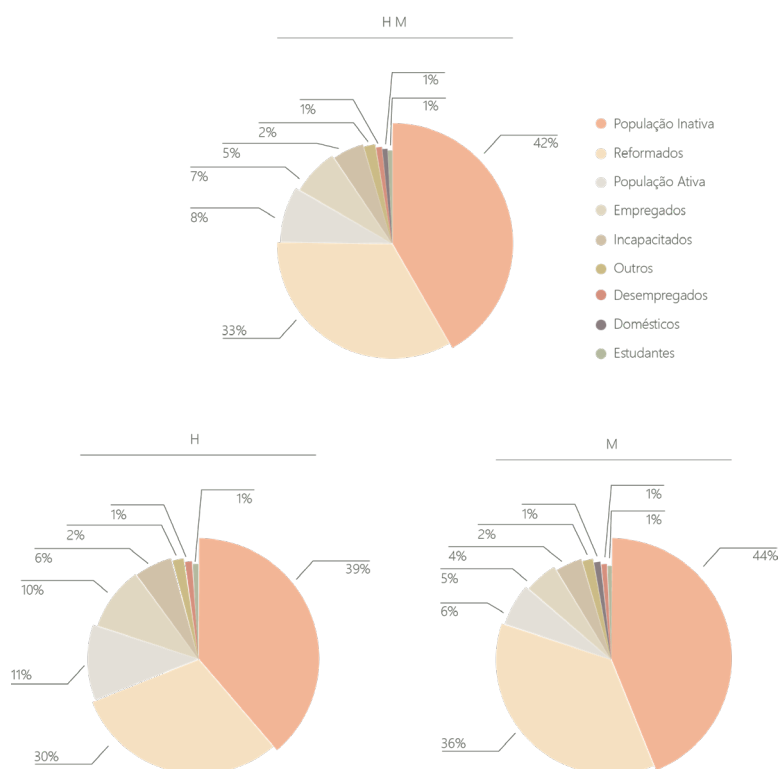 H M
1%
1%
1%
2%
5%
7%
8%
33%
42%
População Inativa
Reformados
População Ativa
Empregados
Incapacitados
Outros
Desempregados
Domésticos
Estudantes
H
1%
1%
2%
6%
10%
11%
30%
39%
M
1%
1%
1%
2%
4%
5%
6%
36%
44%